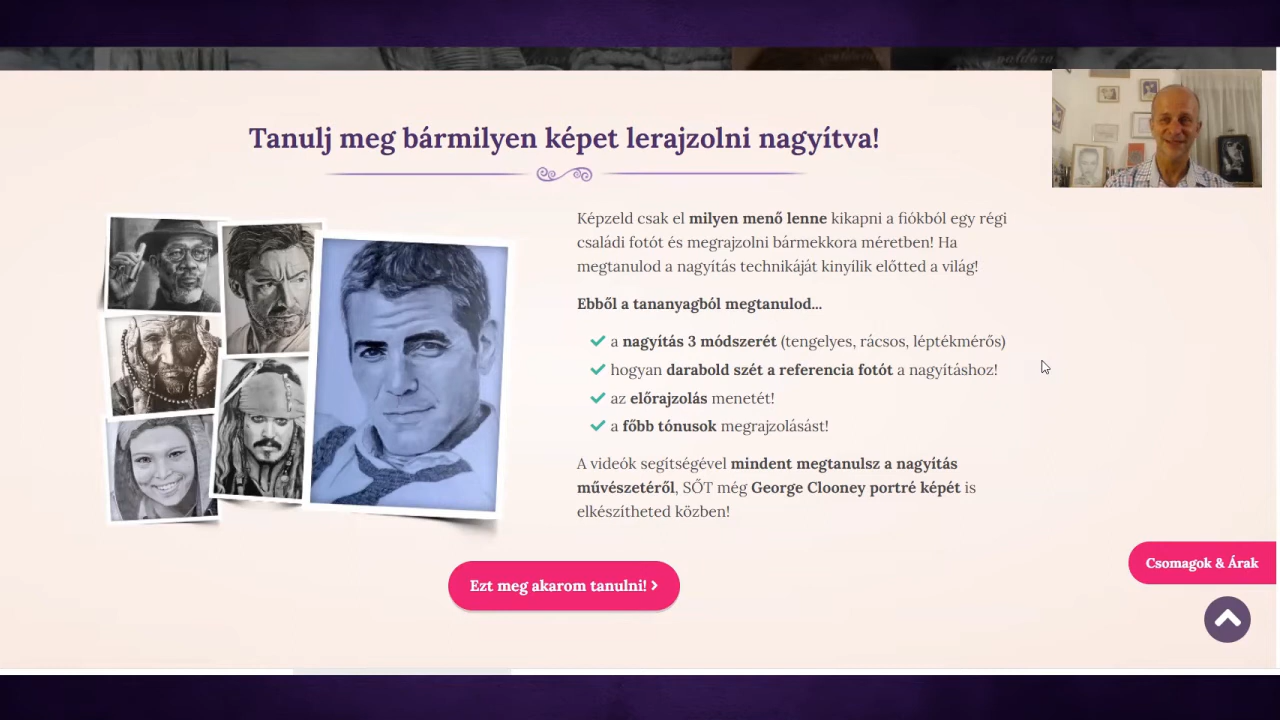 Tanulj meg bármilyen képet lerajzolni nagyítva!
Képzeld csak el milyen menő lenne kikapni a fiókból egy régi
családi fotót és megrajzolni bármekkora méretben! Ha
megtanulod a nagyítás technikáját kinyílik előtted a világ!
Ebből a tananyagból megtanulod...
a nagyítás 3 módszerét (tengelyes, rácsos, léptékmérős)
hogyan darabold szét a referencia fotót a nagyításhoz!
az előrajzolás menetét!
a főbb tónusok megrajzolásást!
A videók segítségével mindent megtanulsz a nagyítás
művészetéről, SŐT még George Clooney portré képét is
elkészítheted közben!
Ezt meg akarom tanulni!
Csomagok & Árak